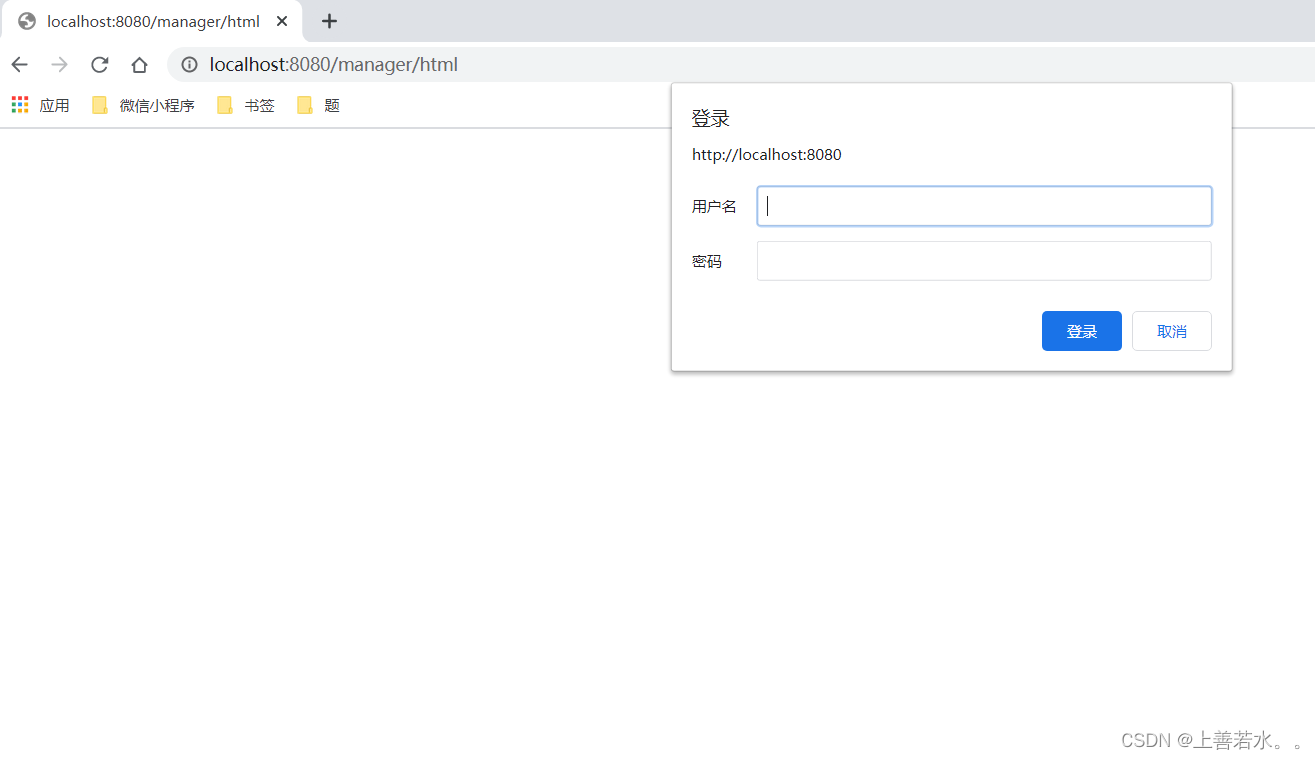 localhost:8080/manager/html
localhost:8080/manager/html
应用 微信小程序 书签 题
登录
http://localhost:8080
用户名
密码
登录 取消
CSDN @上善若水。。